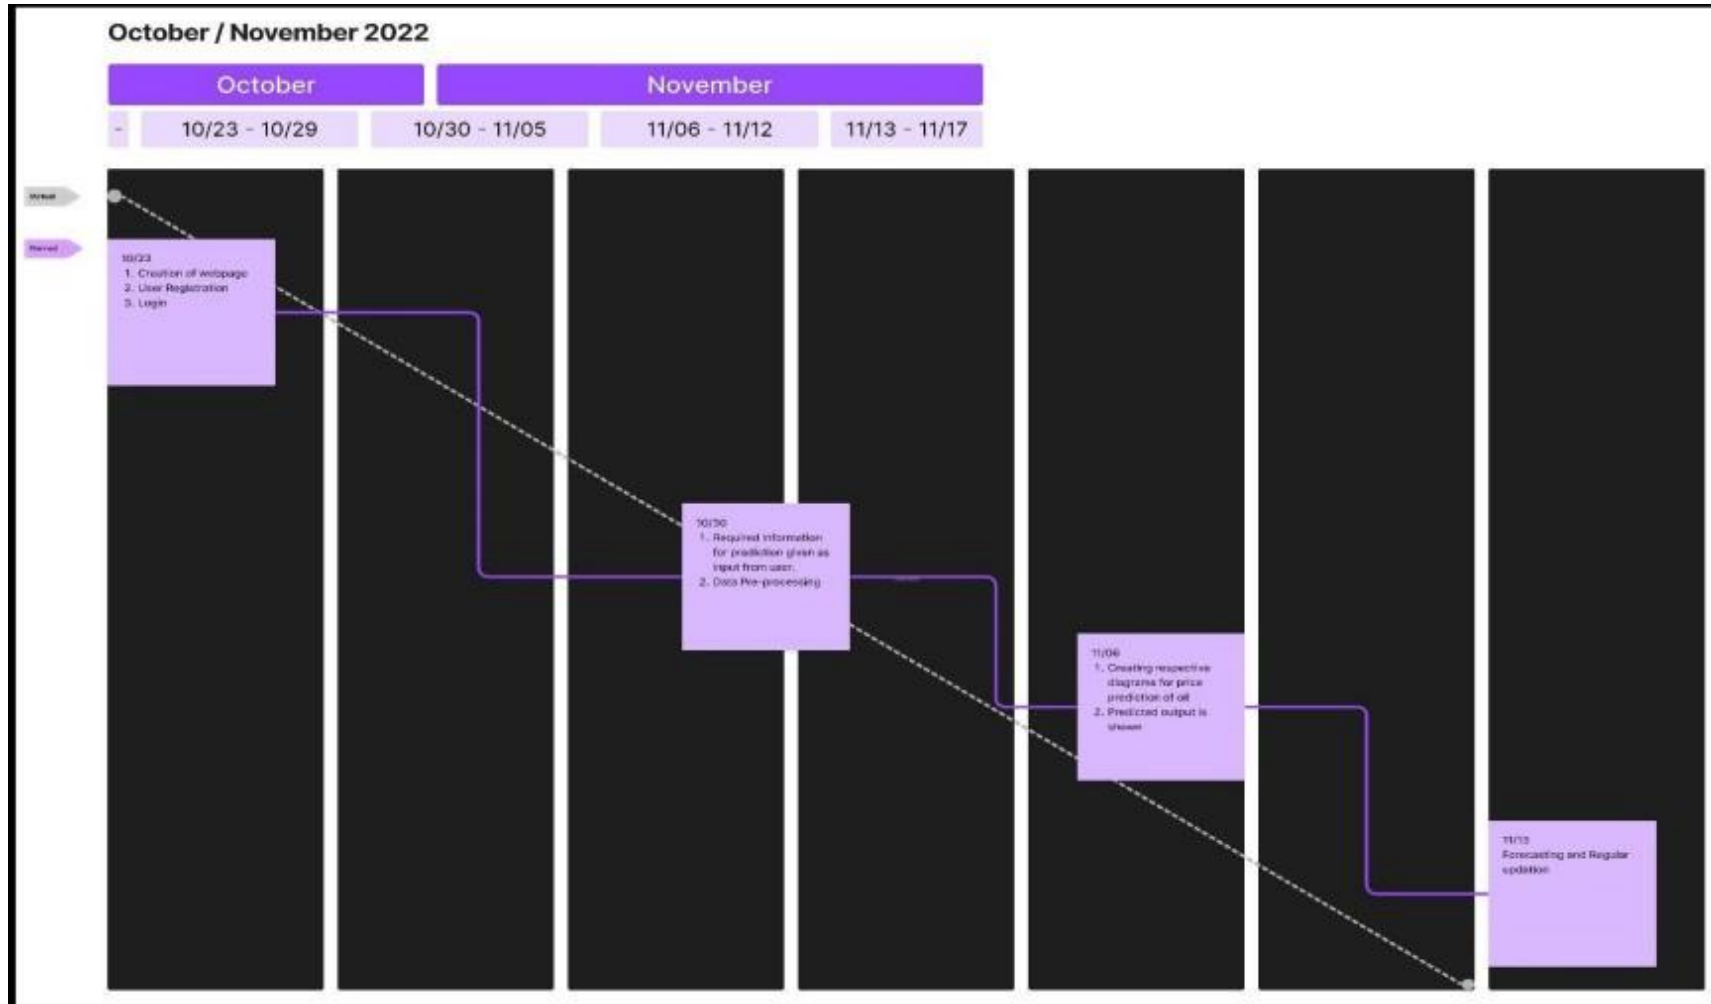 October / November 2022
October
November
-
10/23 - 10/29
10/30 - 11/05
11/06 - 11/12
11/13 - 11/17
Planned
10/23
1. Creation of webpage
2. User Registration
3. Login
10/30
1. Required information
for prediction given as
input from user.
2. Data Pre-processing
11/06
1. Creating respective
diagrams for price
prediction of oil
2. Predicted output is
shown
11/13
Forecasting and Regular
updation